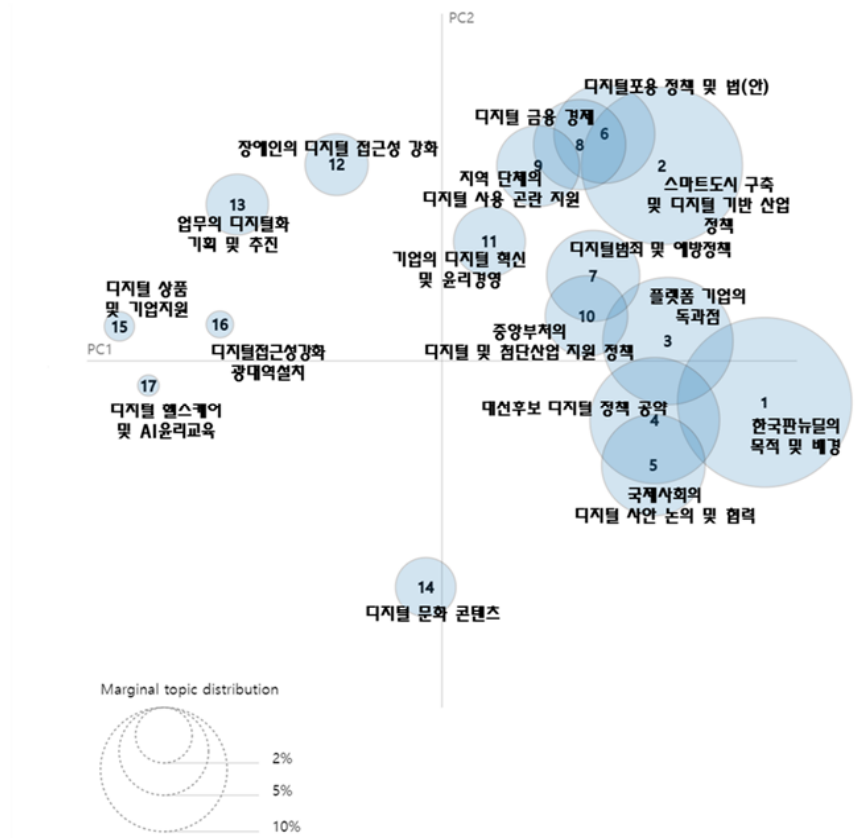 PC2
디지털포용 정책 및 법(안)
디지털 금융 경제
6
8
장애인의 디지털 접근성 강화
12
9
2
지역 단체의
디지털 사용 곤란 지원
스마트도시 구축
및 디지털 기반 산업
정책
13
업무의 디지털화
기획 및 추진
11
기업의 디지털 혁신
및 윤리경영
디지털범죄 및 예방정책
7
디지털 상품
및 기업지원
15
16
디지털접근성강화
광대역설치
플랫폼 기업의
독과점
3
10
중앙부처의
디지털 및 첨단산업 지원 정책
PC1
17
디지털 헬스케어
및 AI윤리교육
대선후보 디지털 정책 공약
4
1
한국판뉴딜의
목적 및 배경
5
국제사회의
디지털 사안 논의 및 협력
14
디지털 문화 콘텐츠
Marginal topic distribution
2%
5%
10%